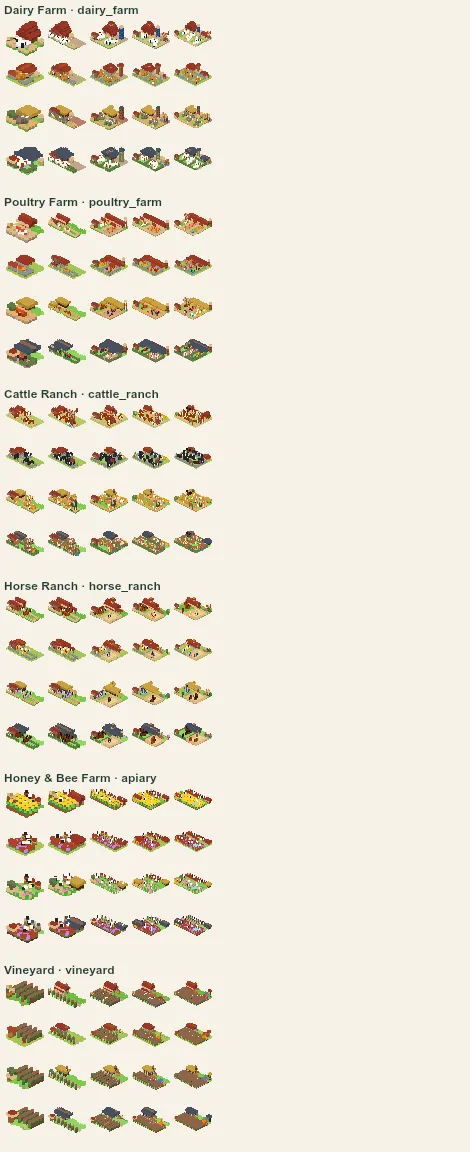 Dairy Farm · dairy_farm
Poultry Farm · poultry_farm
Cattle Ranch · cattle_ranch
Horse Ranch · horse_ranch
Honey & Bee Farm · apiary
Vineyard · vineyard